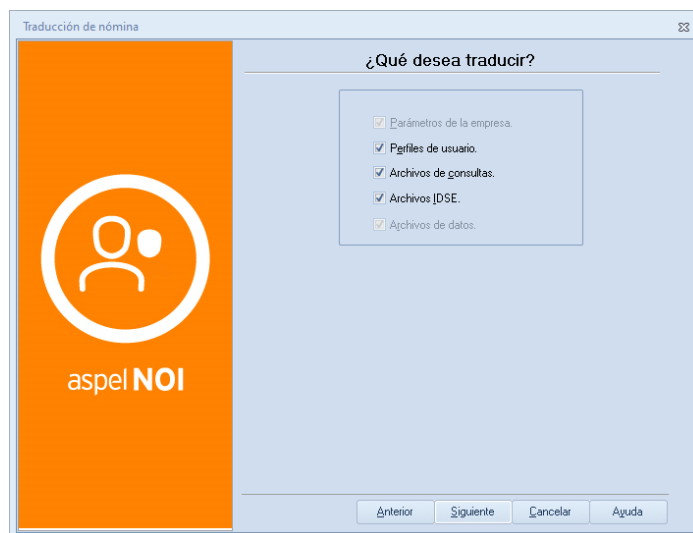 Traducción de nómina
¿Qué desea traducir?
Parámetros de la empresa.
Perfiles de usuario.
Archivos de consultas.
Archivos IDSE.
Archivos de datos.
aspel NOI
Anterior Siguiente Cancelar Ayuda